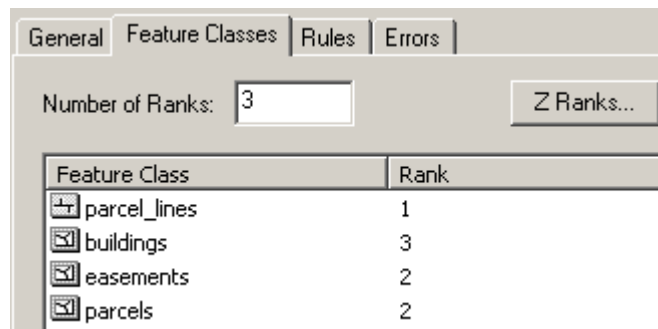 General Feature Classes Rules Errors
Number of Ranks: 3 Z Ranks...
Feature Class Rank
parcel_lines 1
buildings 3
easements 2
parcels 2